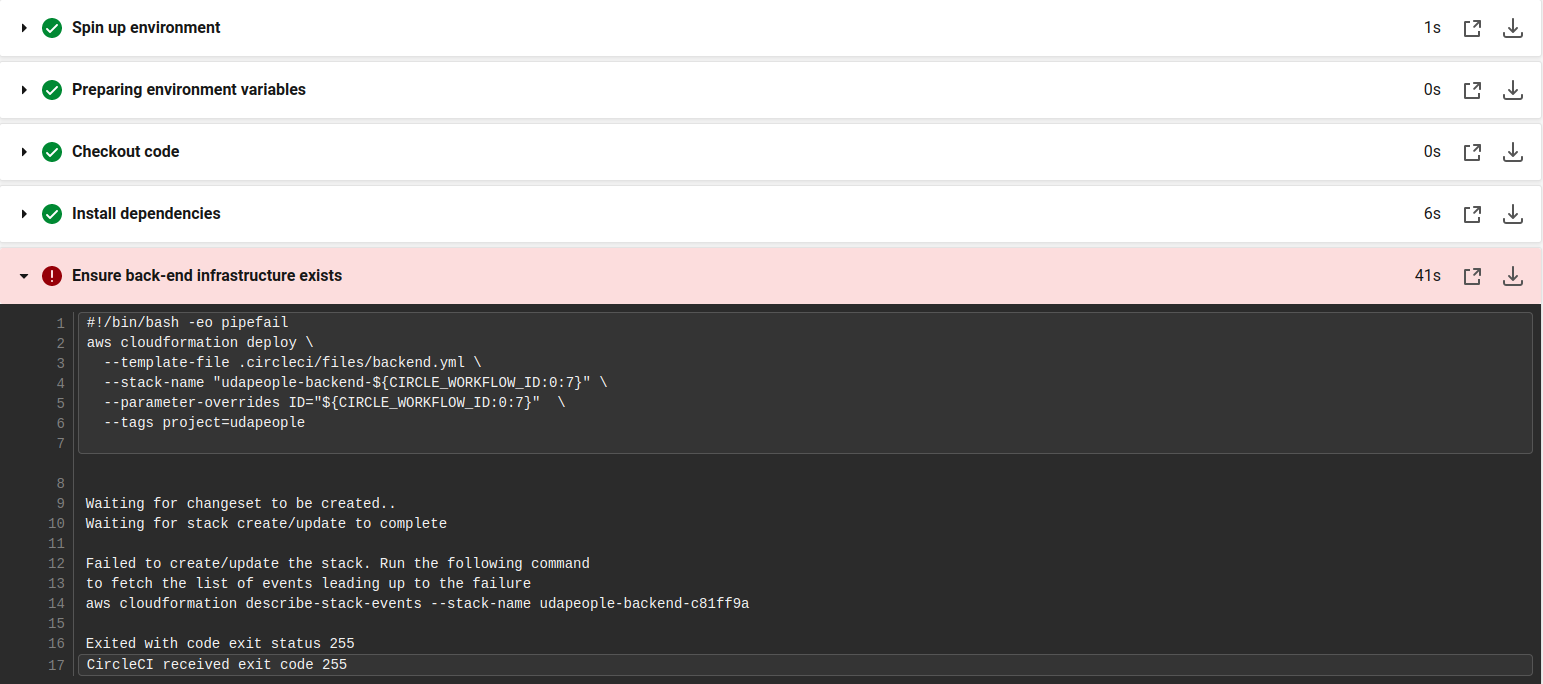 Spin up environment 1s
Preparing environment variables 0s
Checkout code 0s
Install dependencies 6s
Ensure back-end infrastructure exists 41s
1 #!/bin/bash -eo pipefail
2 aws cloudformation deploy \
3   --template-file .circleci/files/backend.yml \
4   --stack-name "udapeople-backend-${CIRCLE_WORKFLOW_ID:0:7}" \
5   --parameter-overrides ID="${CIRCLE_WORKFLOW_ID:0:7}"  \
6   --tags project=udapeople
7
8
9 Waiting for changeset to be created..
10 Waiting for stack create/update to complete
11
12 Failed to create/update the stack. Run the following command
13 to fetch the list of events leading up to the failure
14 aws cloudformation describe-stack-events --stack-name udapeople-backend-c81ff9a
15
16 Exited with code exit status 255
17 CircleCI received exit code 255